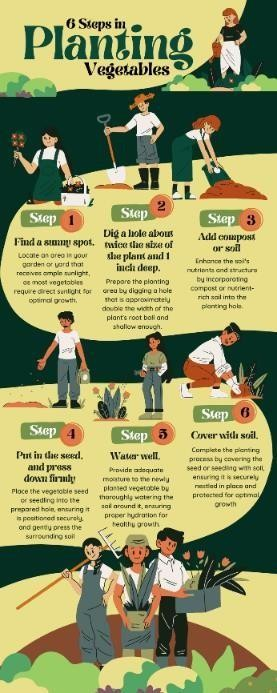 6 Steps in
Planting
Vegetables
Step 1
Find a sunny spot.
Locate an area in your
garden or yard that
receives ample sunlight,
as most vegetables
require direct sunlight for
optimal growth.
Step 2
Dig a hole about
twice the size of
the plant and 1
inch deep.
Prepare the planting
area by digging a hole
that is approximately
double the width of the
plant's root ball and
shallow enough.
Step 3
Add compost
or soil
Enhance the soil's
nutrients and structure
by incorporating
compost or nutrient-
rich soil into the
planting hole.
Step 4
Put in the seed,
and press
down firmly
Place the vegetable seed
or seedling into the
prepared hole, ensuring it
is positioned securely,
and gently press the
surrounding soil
Step 5
Water well.
Provide adequate
moisture to the newly
planted vegetable by
thoroughly watering the
soil around it, ensuring
proper hydration for
healthy growth.
Step 6
Cover with soil.
Complete the planting
process by covering the
seed or seedling with soil,
ensuring it is securely
nestled in place and
protected for optimal
growth